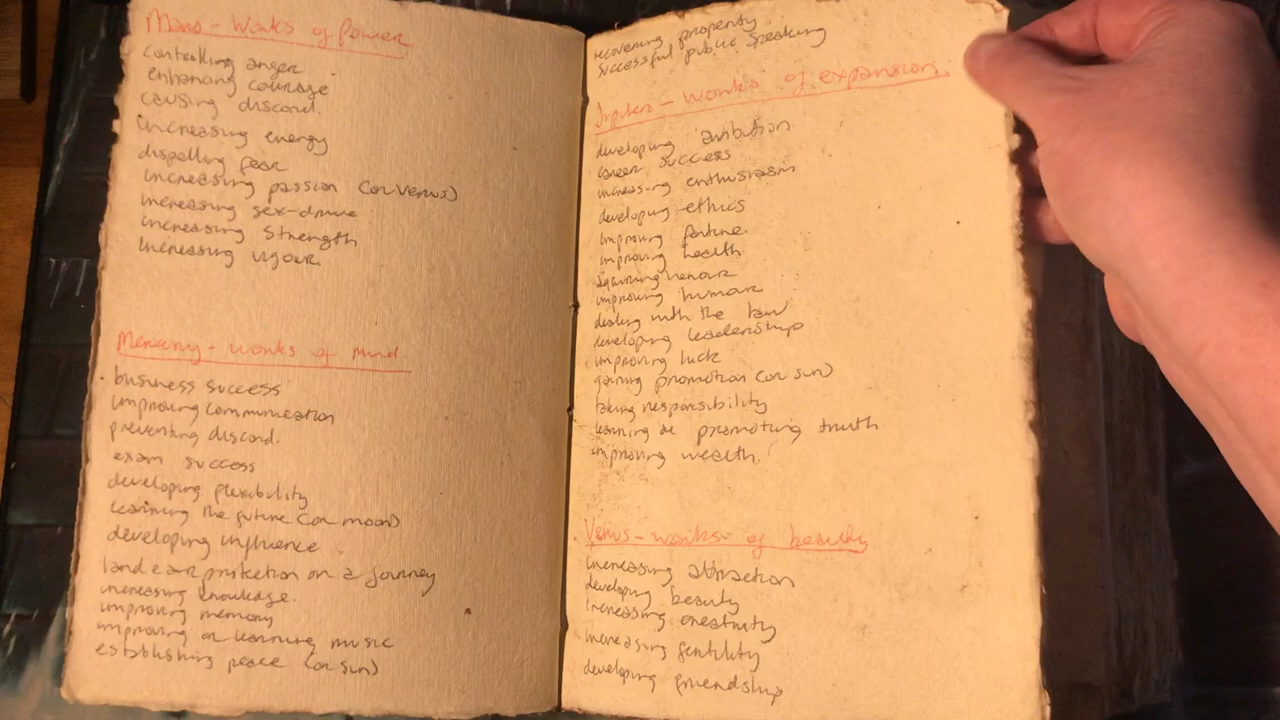 Mars - Works of Power
controlling anger
enhancing courage
causing discord.
increasing energy
dispelling fear
increasing passion (or Venus)
increasing sex-drive
increasing strength
increasing vigour.
Mercury - works of mind
business success
improving communication
preventing discord.
exam success
developing flexibility
learning the future (or moon)
developing influence
land e air protection on a journey
increasing knowledge.
improving memory
improving or learning music
establishing peace (or sun)
recovering property
successful public speaking
Jupiter - works of expansion.
developing ambition.
career success
increasing enthusiasm
developing ethics
improving fortune.
improving health
gaining honour
improving humour
dealing with the law
developing leadership
improving luck
gaining promotion (or sun)
taking responsibility
learning or promoting truth
improving wealth.
Venus - works of beauty
increasing attraction
developing beauty
increasing creativity
increasing fertility
developing friendship